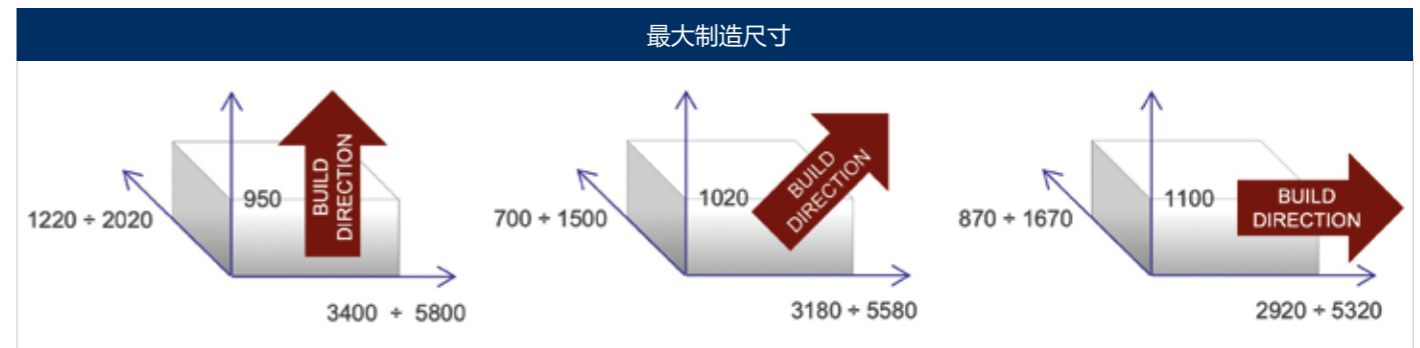 最大制造尺寸
950
BUILD
DIRECTION
1220 ÷ 2020
3400 ÷ 5800
1020
BUILD
DIRECTION
700 ÷ 1500
3180 ÷ 5580
1100
BUILD
DIRECTION
870 ÷ 1670
2920 ÷ 5320